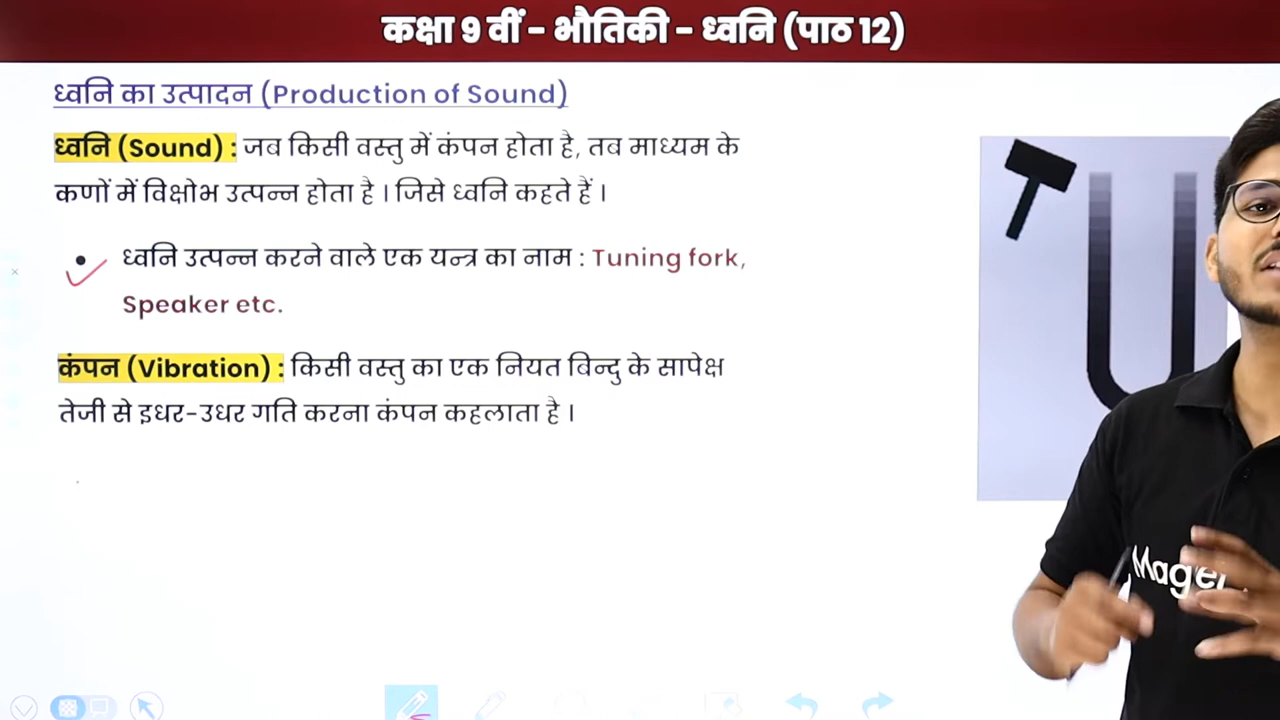 कक्षा 9 वीं - भौतिकी - ध्वनि (पाठ 12)
ध्वनि का उत्पादन (Production of Sound)
ध्वनि (Sound) : जब किसी वस्तु में कंपन होता है, तब माध्यम के
कणों में विक्षोभ उत्पन्न होता है । जिसे ध्वनि कहते हैं ।
• ध्वनि उत्पन्न करने वाले एक यन्त्र का नाम : Tuning fork,
Speaker etc.
कंपन (Vibration) : किसी वस्तु का एक नियत बिन्दु के सापेक्ष
तेजी से इधर-उधर गति करना कंपन कहलाता है ।